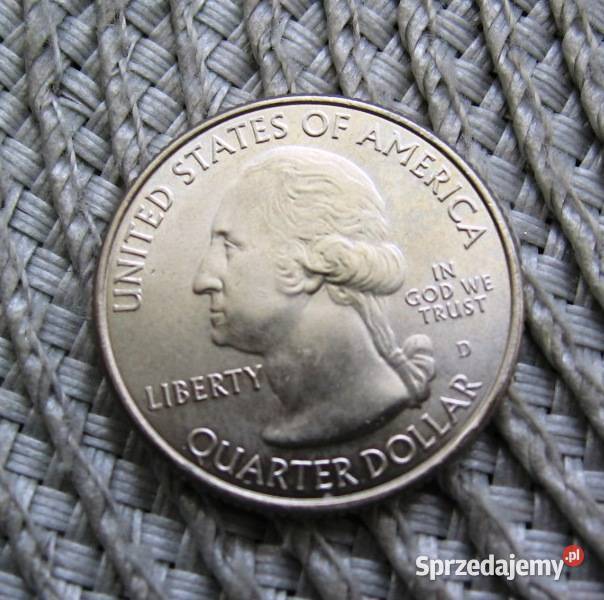 UNITED STATES OF AMERICA
IN
GOD WE
TRUST
D
LIBERTY
QUARTER DOLLAR
Sprzedajemy.pl